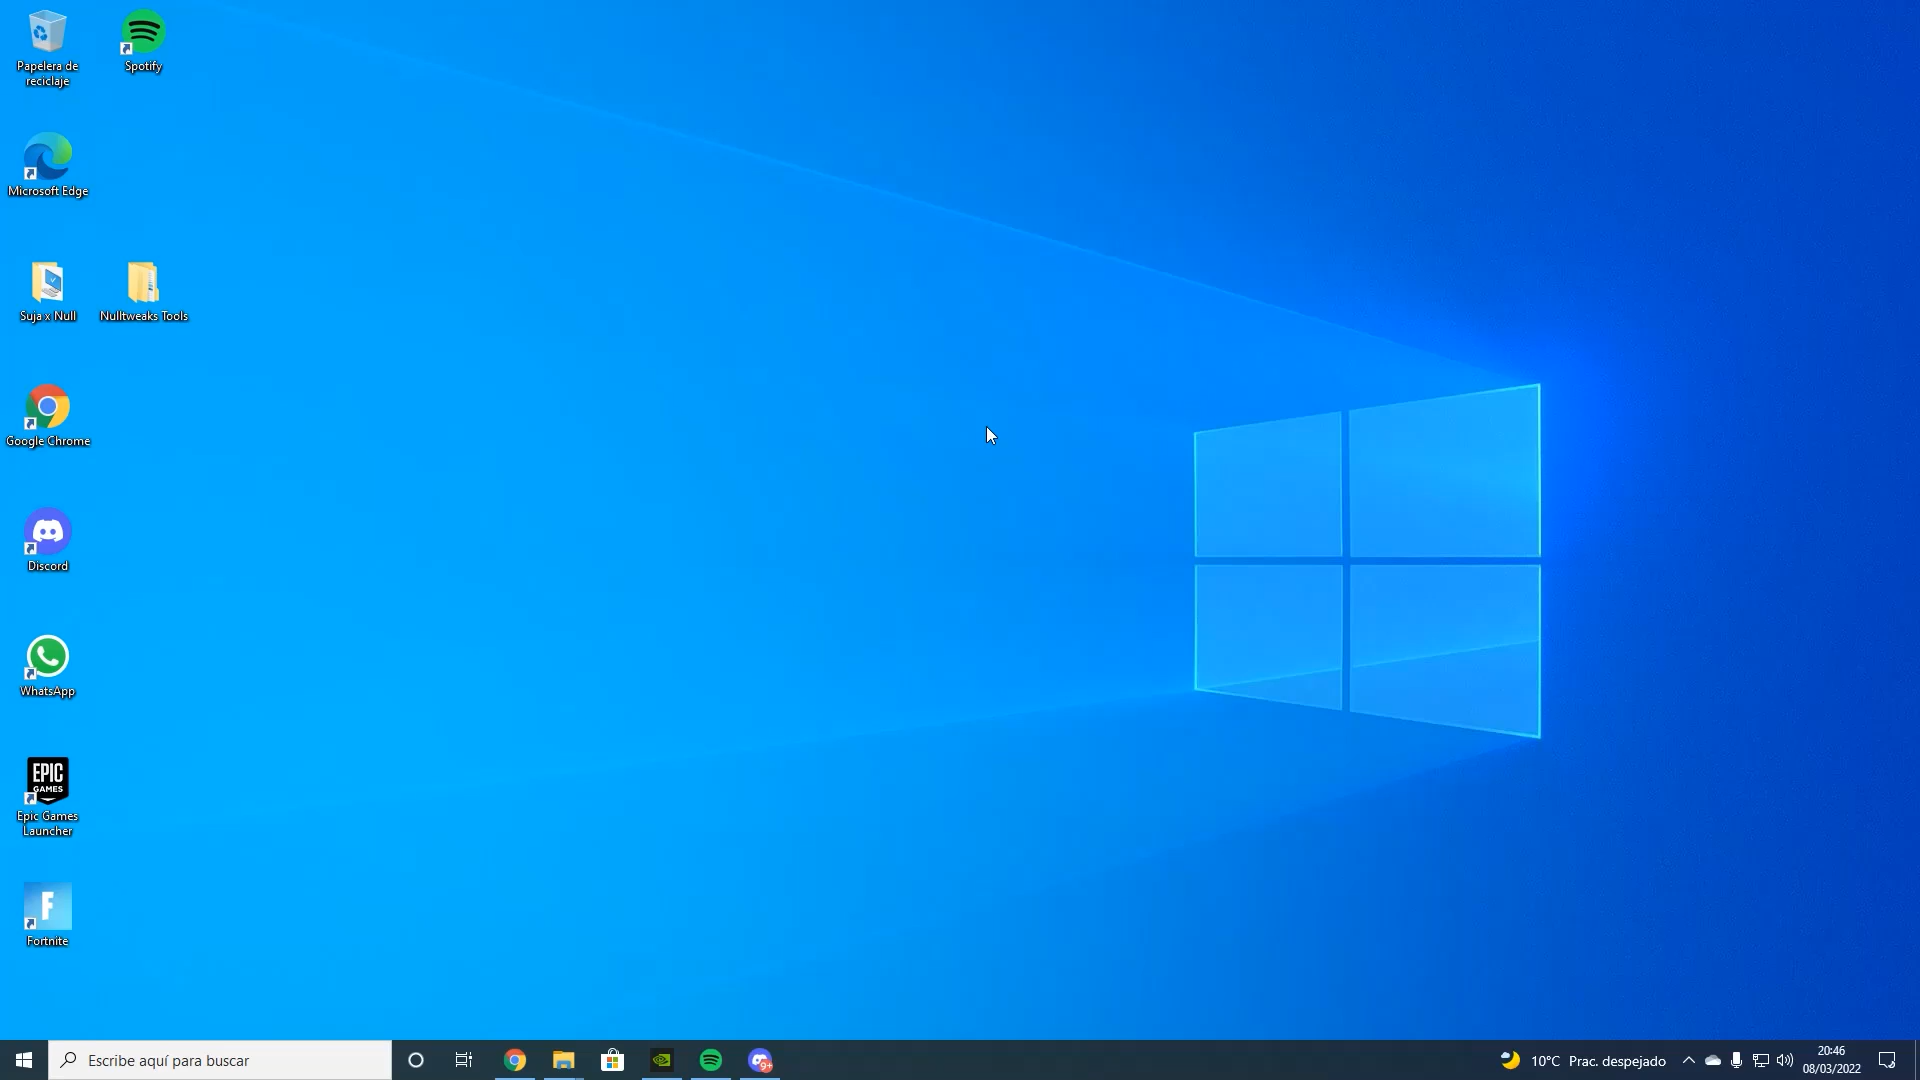 Papelera de
reciclaje
Spotify
Microsoft Edge
Suja x Null
Nulltweaks Tools
Google Chrome
Discord
WhatsApp
EPIC
GAMES
Epic Games
Launcher
F
Fortnite
Escribe aquí para buscar
9+
10°C Prac. despejado
20:46
08/03/2022